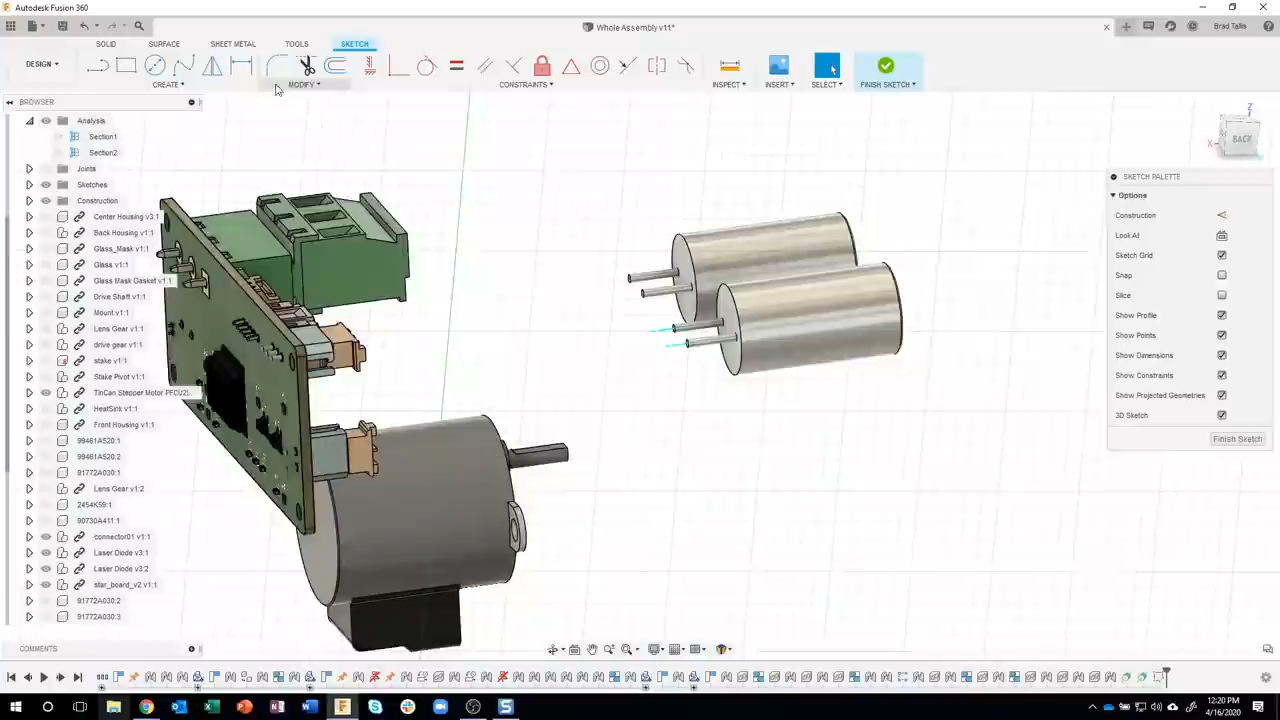 Autodesk Fusion 360
Whole Assembly v11*
Brad Tallis
SOLID
SURFACE
SHEET METAL
TOOLS
SKETCH
DESIGN
CREATE
MODIFY
CONSTRAINTS
INSPECT
INSERT
SELECT
FINISH SKETCH
BROWSER
Analysis
Section1
Section2
Joints
Sketches
Construction
Center Housing v3:1
Back Housing v1:1
Glass_Mask v1:1
Glass v1:1
Glass Mask Gasket v1:1
Drive Shaft v1:1
Mount v1:1
Lens Gear v1:1
drive gear v1:1
stake v1:1
Stake Pivot v1:1
TinCan Stepper Motor PFCU25...
HeatSink v1:1
Front Housing v1:1
99461A520:1
99461A520:2
91772A030:1
Lens Gear v1:2
2454K59:1
90730A411:1
connector01 v1:1
Laser Diode v3:1
Laser Diode v3:2
star_board_v2 v1:1
91772A030:2
91772A030:3
COMMENTS
Z
X
BACK
SKETCH PALETTE
Options
Construction
Look At
Sketch Grid
Snap
Slice
Show Profile
Show Points
Show Dimensions
Show Constraints
Show Projected Geometries
3D Sketch
Finish Sketch
12:20 PM
4/16/2020